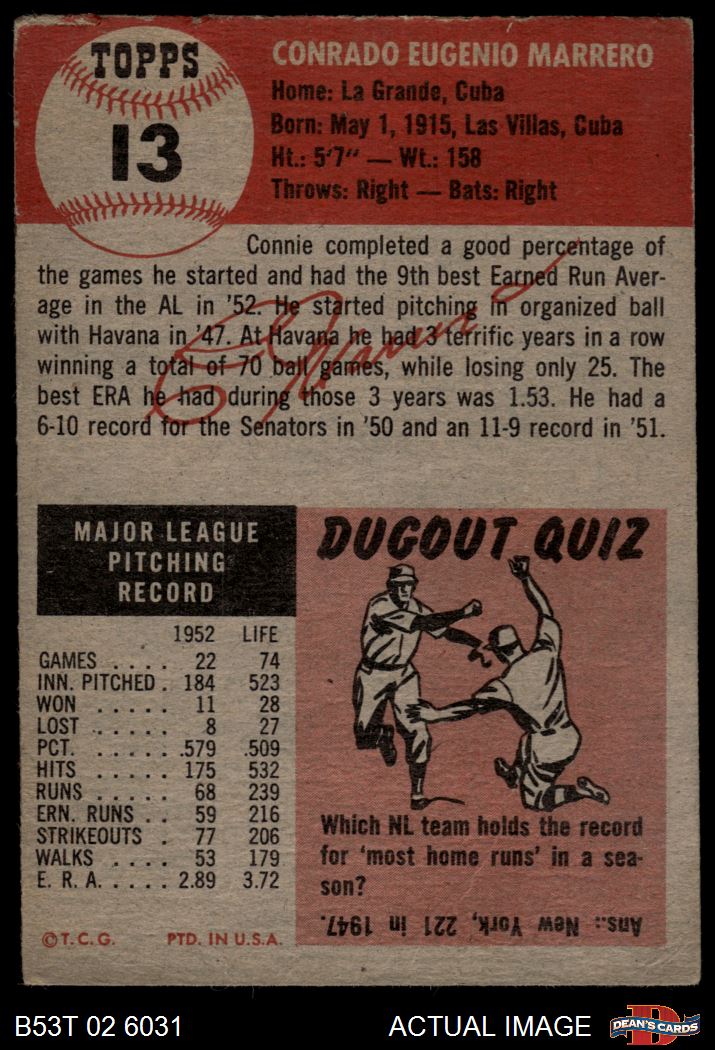 TOPPS
13
CONRADO EUGENIO MARRERO
Home: La Grande, Cuba
Born: May 1, 1915, Las Villas, Cuba
Ht.: 5'7" — Wt.: 158
Throws: Right — Bats: Right
Connie completed a good percentage of
the games he started and had the 9th best Earned Run Aver-
age in the AL in '52. He started pitching in organized ball
with Havana in '47. At Havana he had 3 terrific years in a row
winning a total of 70 ball games, while losing only 25. The
best ERA he had during those 3 years was 1.53. He had a
6-10 record for the Senators in '50 and an 11-9 record in '51.
MAJOR LEAGUE
PITCHING
RECORD
1952 LIFE
GAMES . . . . 22 74
INN. PITCHED . 184 523
WON . . . . . 11 28
LOST . . . . . 8 27
PCT. . . . . . .579 .509
HITS . . . . . 175 532
RUNS . . . . . 68 239
ERN. RUNS . . 59 216
STRIKEOUTS . 77 206
WALKS . . . . 53 179
E. R. A. . . . . 2.89 3.72
© T. C. G. PTD. IN U.S.A.
DUGOUT QUIZ
Which NL team holds the record
for 'most home runs' in a sea-
son?
Ans.: New York, 221 in 1947.
B53T 02 6031
ACTUAL IMAGE
D
DEAN'S CARDS